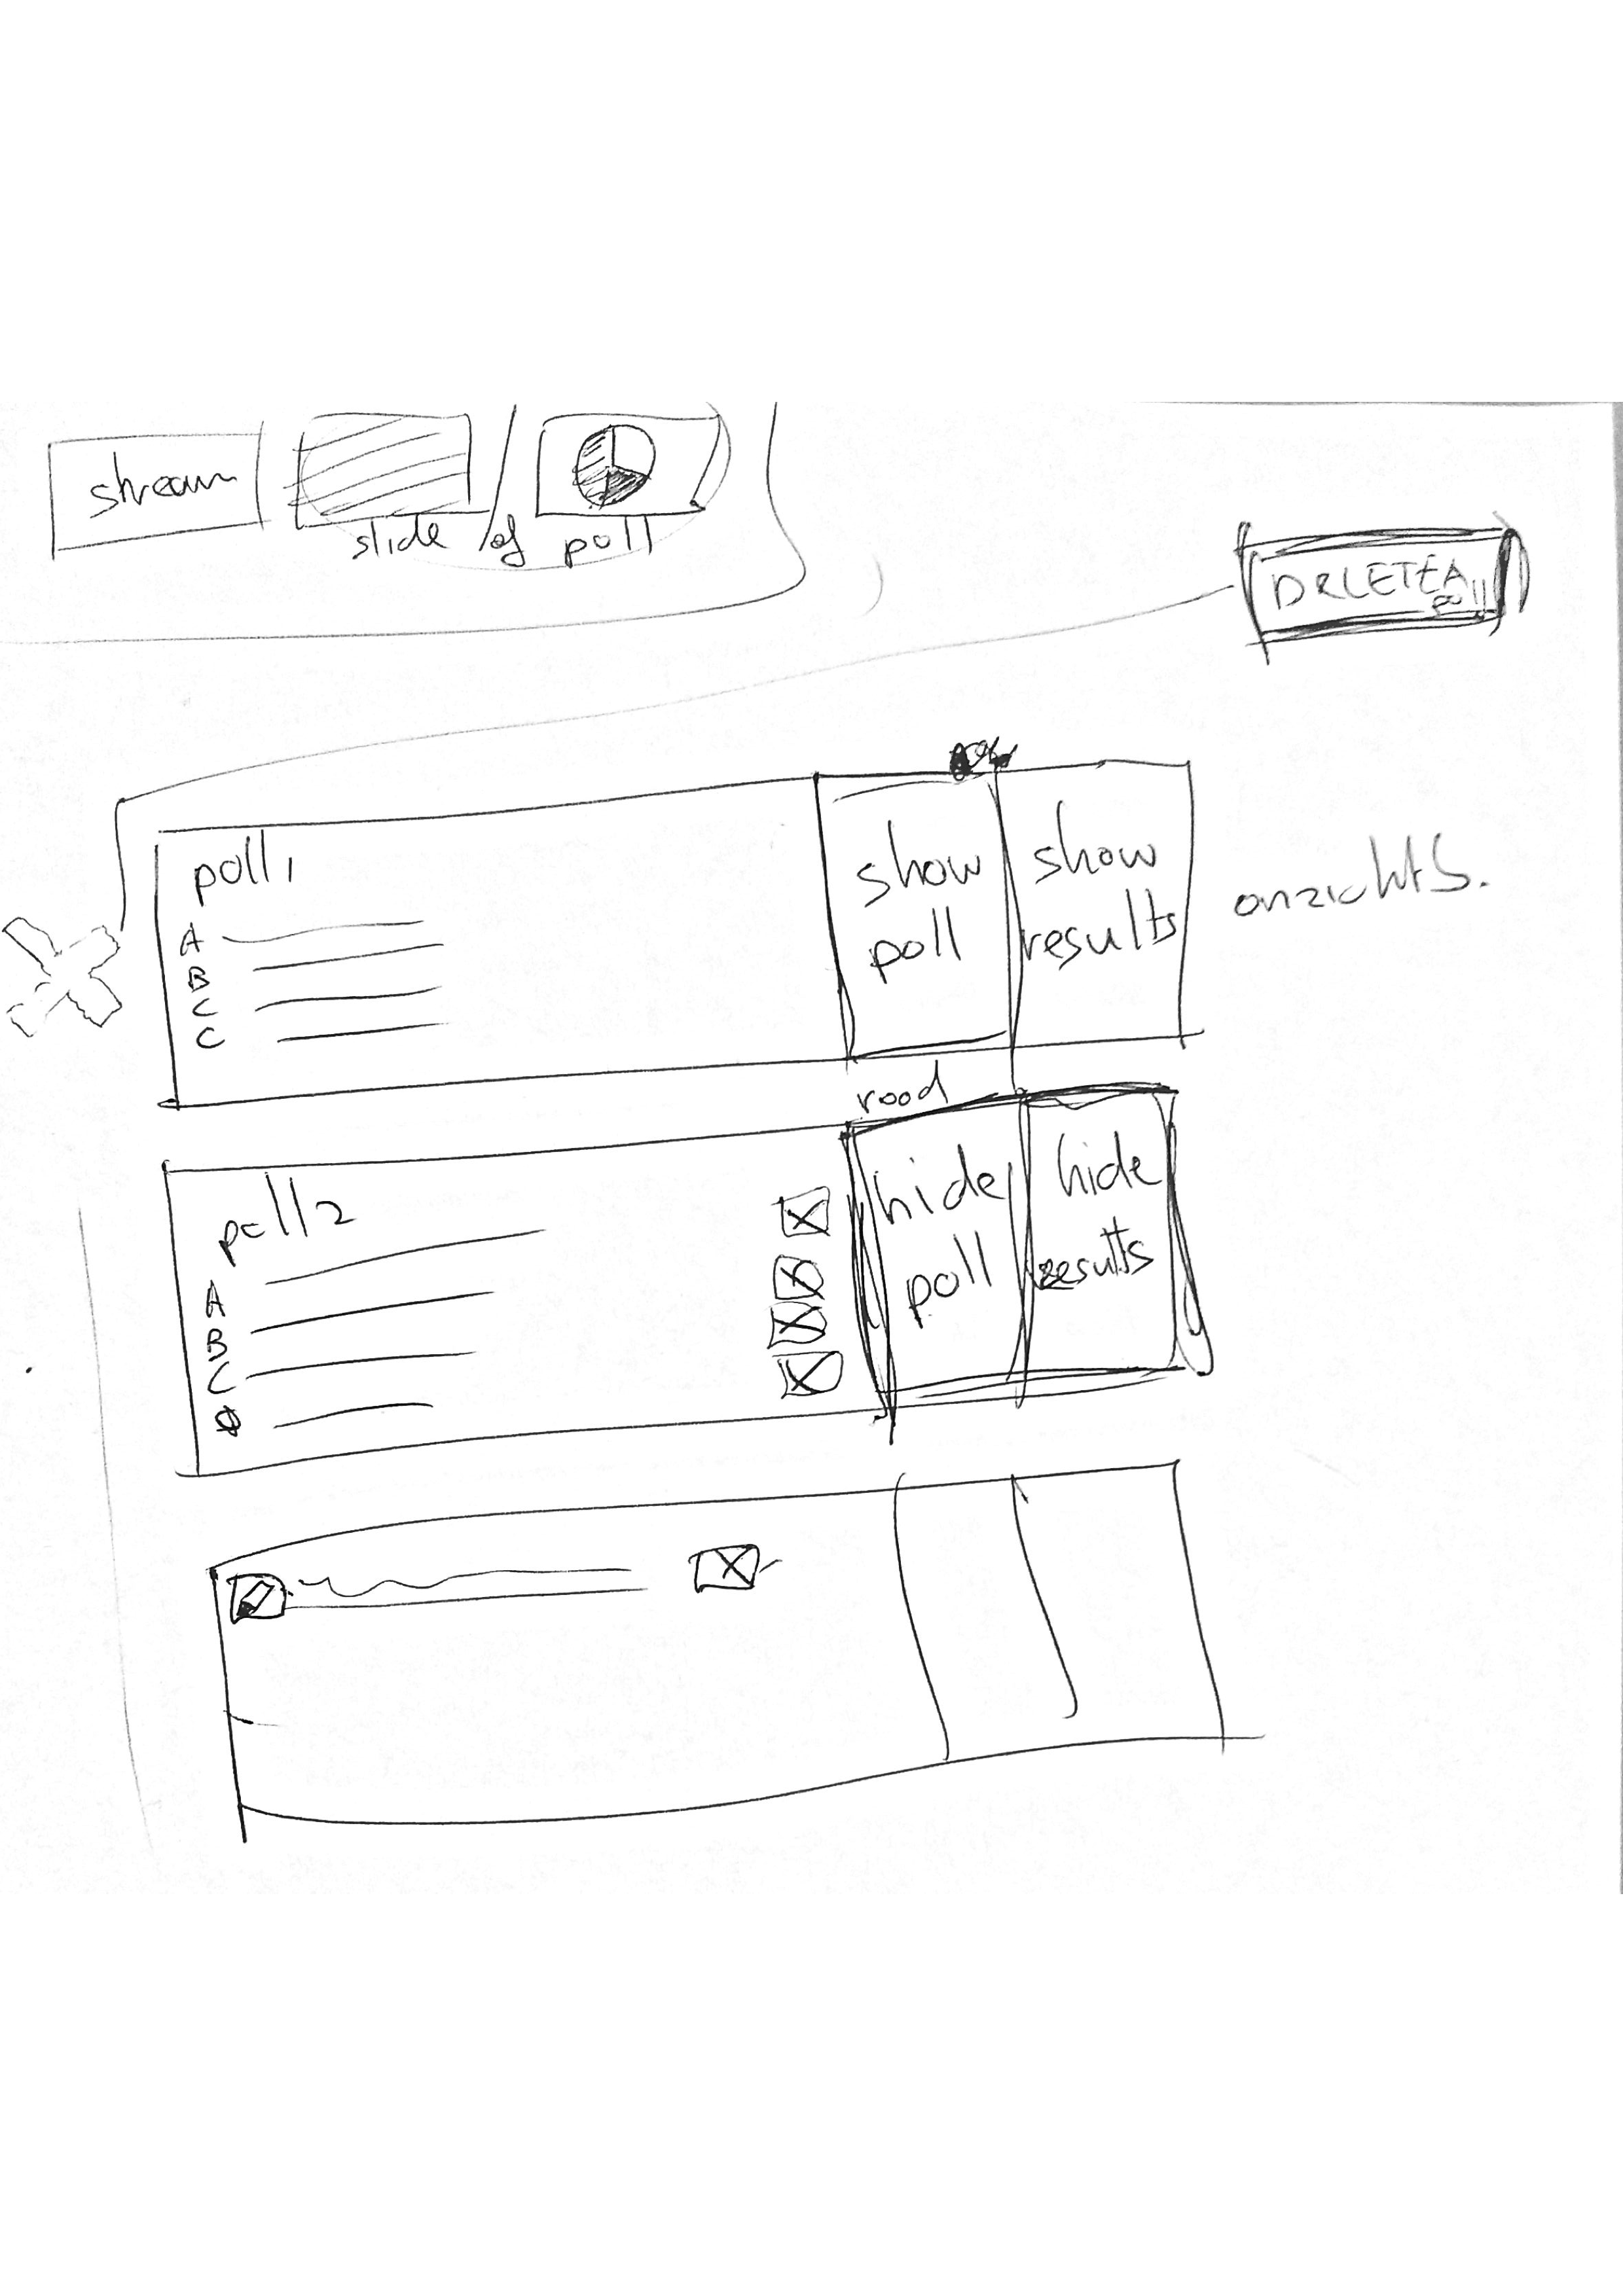 stream
slide of poll
DELETE A
poll
poll 1
A
B
C
C
show
poll
show
results
onzichtb.
rood
poll 2
A
B
C
hide
poll
hide
results